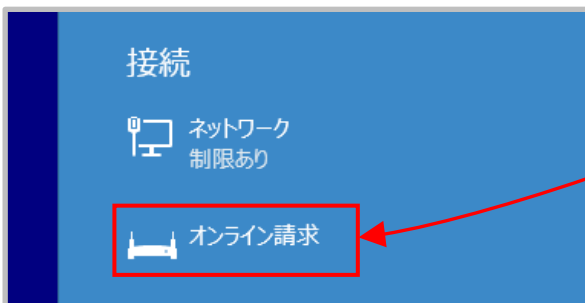 接続
ネットワーク
制限あり
オンライン請求